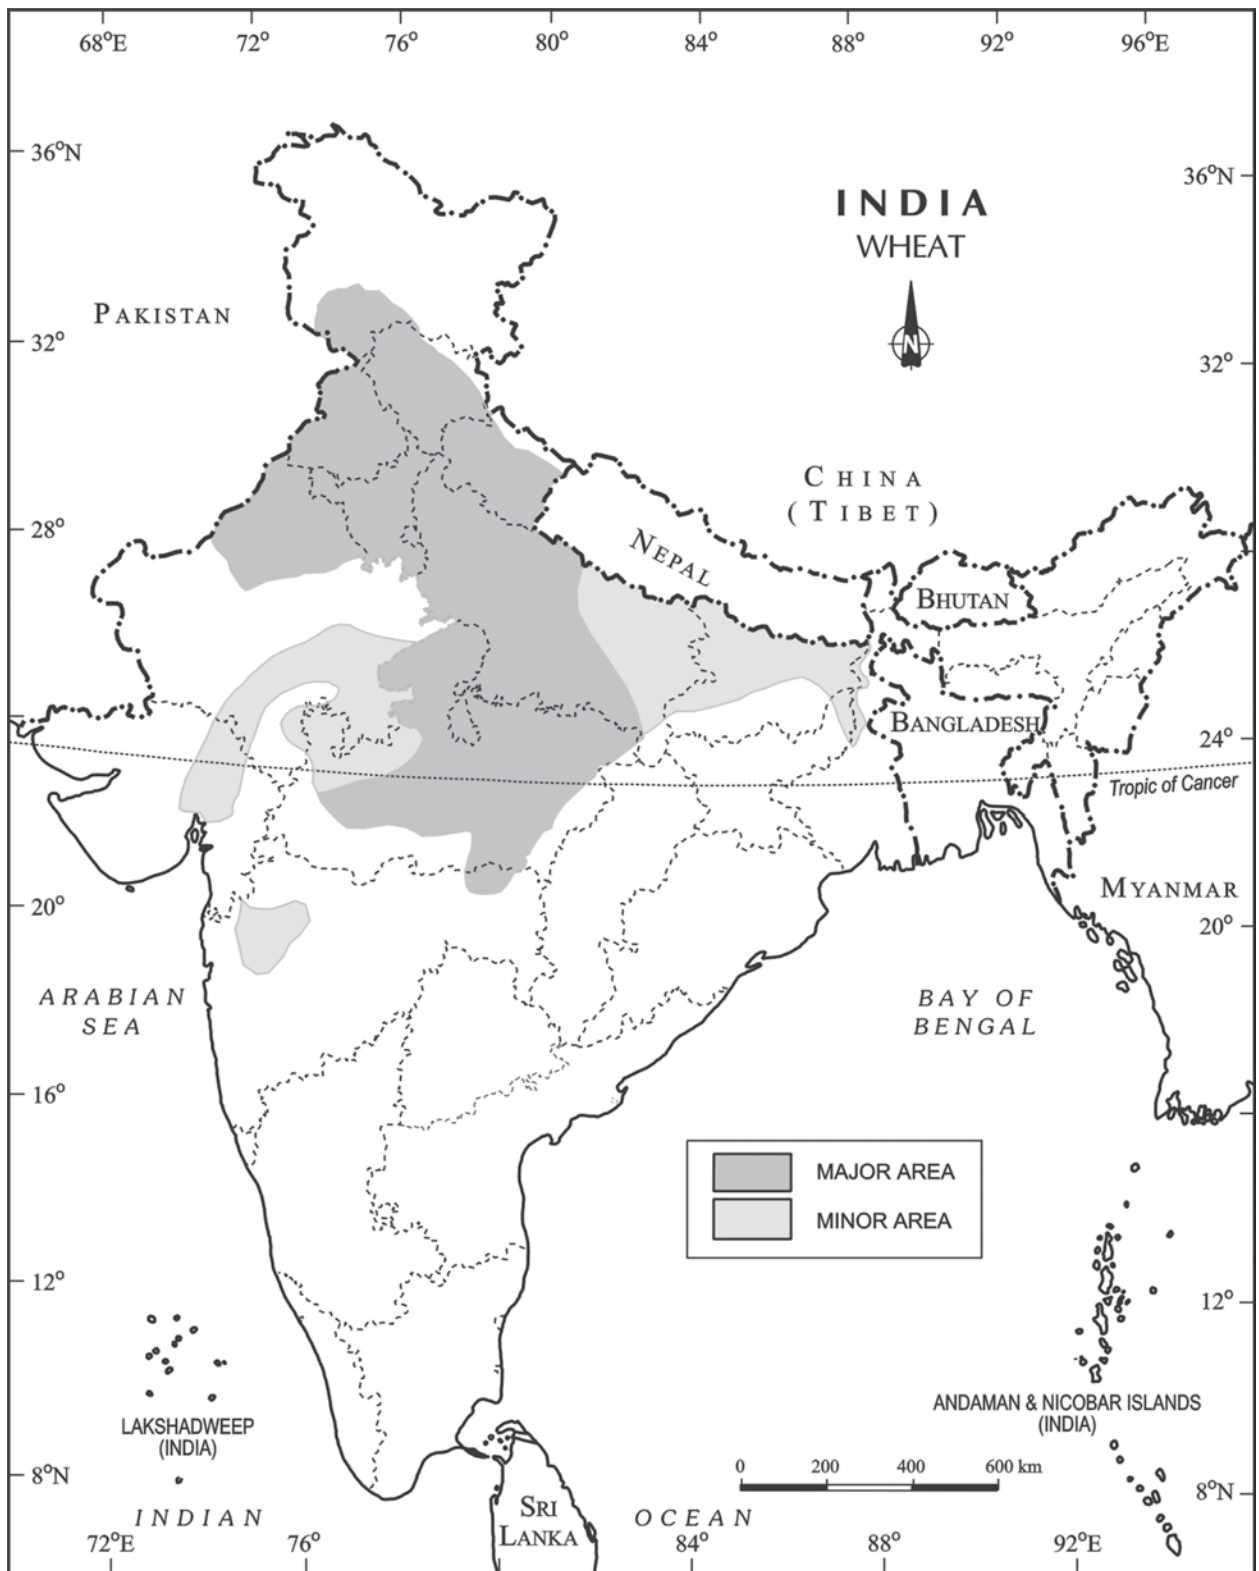 68°E 72° 76° 80° 84° 88° 92° 96°E
36°N
36°N
INDIA
WHEAT
N
PAKISTAN
32°
32°
CHINA
(TIBET)
28°
NEPAL
BHUTAN
BANGLADESH
24°
Tropic of Cancer
MYANMAR
20°
20°
ARABIAN
SEA
BAY OF
BENGAL
16°
MAJOR AREA
MINOR AREA
12°
12°
LAKSHADWEEP
(INDIA)
ANDAMAN & NICOBAR ISLANDS
(INDIA)
0 200 400 600 km
8°N
8°N
SRI
LANKA
INDIAN OCEAN
72°E 76° 84° 88° 92°E